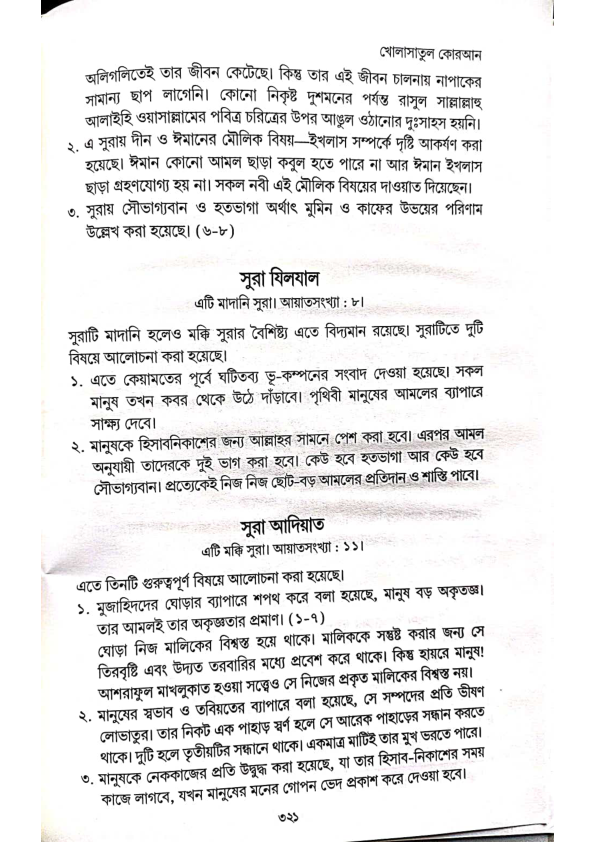 খোলাসাতুল কোরআন
অলিগলিতেই তার জীবন কেটেছে। কিন্তু তার এই জীবন চালনায় নাপাকের
সামান্য ছাপ লাগেনি। কোনো নিকৃষ্ট দুশমনের পর্যন্ত রাসুল সাল্লাল্লাহু
আলাইহি ওয়াসাল্লামের পবিত্র চরিত্রের উপর আঙুল ওঠানোর দুঃসাহস হয়নি।
২. এ সুরায় দীন ও ঈমানের মৌলিক বিষয়—ইখলাস সম্পর্কে দৃষ্টি আকর্ষণ করা
হয়েছে। ঈমান কোনো আমল ছাড়া কবুল হতে পারে না আর ঈমান ইখলাস
ছাড়া গ্রহণযোগ্য হয় না। সকল নবী এই মৌলিক বিষয়ের দাওয়াত দিয়েছেন।
৩. সুরায় সৌভাগ্যবান ও হতভাগা অর্থাৎ মুমিন ও কাফের উভয়ের পরিণাম
উল্লেখ করা হয়েছে। (৬-৮)
সুরা যিলযাল
এটি মাদানি সুরা। আয়াতসংখ্যা : ৮।
সুরাটি মাদানি হলেও মক্কি সুরার বৈশিষ্ট্য এতে বিদ্যমান রয়েছে। সুরাটিতে দুটি
বিষয়ে আলোচনা করা হয়েছে।
১. এতে কেয়ামতের পূর্বে ঘটিতব্য ভূ-কম্পনের সংবাদ দেওয়া হয়েছে। সকল
মানুষ তখন কবর থেকে উঠে দাঁড়াবে। পৃথিবী মানুষের আমলের ব্যাপারে
সাক্ষ্য দেবে।
২. মানুষকে হিসাবনিকাশের জন্য আল্লাহর সামনে পেশ করা হবে। এরপর আমল
অনুযায়ী তাদেরকে দুই ভাগ করা হবে। কেউ হবে হতভাগা আর কেউ হবে
সৌভাগ্যবান। প্রত্যেকেই নিজ নিজ ছোট-বড় আমলের প্রতিদান ও শাস্তি পাবে।
সুরা আদিয়াত
এটি মক্কি সুরা। আয়াতসংখ্যা : ১১।
এতে তিনটি গুরুত্বপূর্ণ বিষয়ে আলোচনা করা হয়েছে।
১. মুজাহিদদের ঘোড়ার ব্যাপারে শপথ করে বলা হয়েছে, মানুষ বড় অকৃতজ্ঞ।
তার আমলই তার অকৃজ্ঞতার প্রমাণ। (১-৭)
ঘোড়া নিজ মালিকের বিশ্বস্ত হয়ে থাকে। মালিককে সন্তুষ্ট করার জন্য সে
তিরবৃষ্টি এবং উদ্যত তরবারির মধ্যে প্রবেশ করে থাকে। কিন্তু হায়রে মানুষ!
আশরাফুল মাখলুকাত হওয়া সত্ত্বেও সে নিজের প্রকৃত মালিকের বিশ্বস্ত নয়।
২. মানুষের স্বভাব ও তবিয়তের ব্যাপারে বলা হয়েছে, সে সম্পদের প্রতি ভীষণ
লোভাতুর। তার নিকট এক পাহাড় স্বর্ণ হলে সে আরেক পাহাড়ের সন্ধান করতে
থাকে। দুটি হলে তৃতীয়টির সন্ধানে থাকে। একমাত্র মাটিই তার মুখ ভরতে পারে।
৩. মানুষকে নেককাজের প্রতি উদ্বুদ্ধ করা হয়েছে, যা তার হিসাব-নিকাশের সময়
কাজে লাগবে, যখন মানুষের মনের গোপন ভেদ প্রকাশ করে দেওয়া হবে।
৩২১